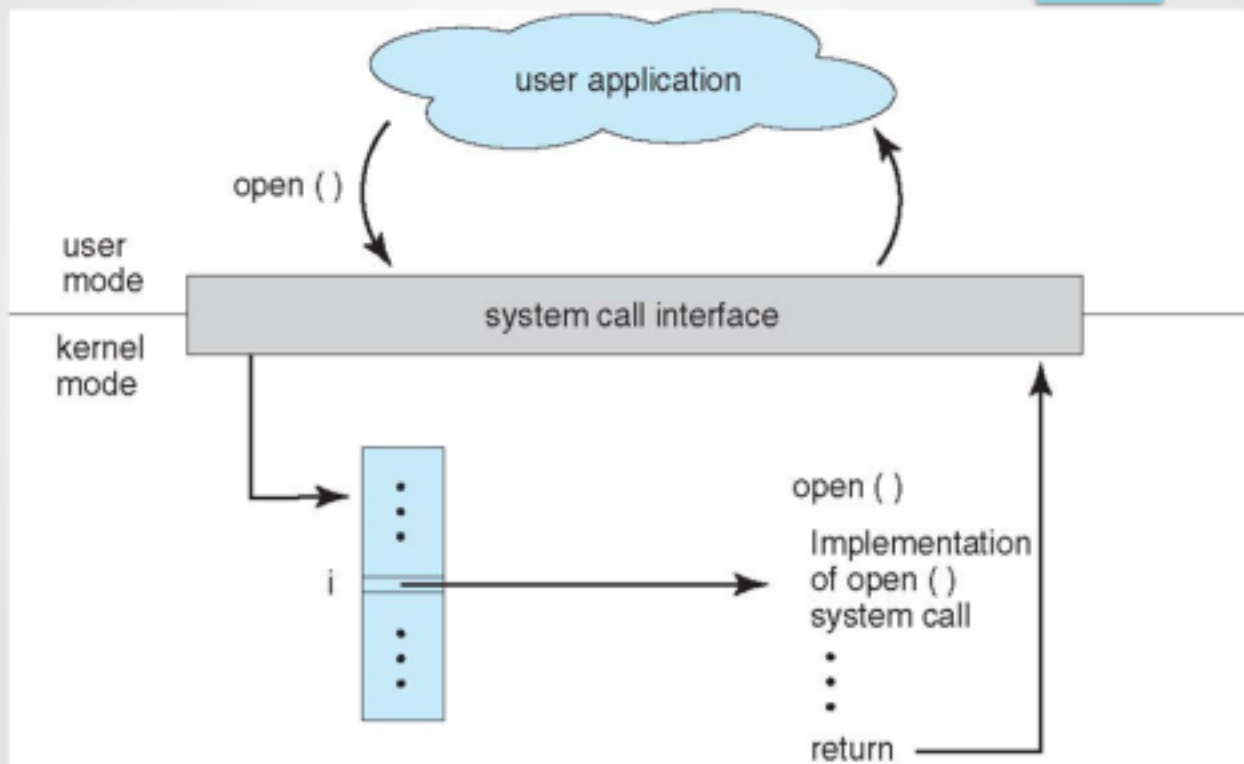 user application
open ( )
user
mode
system call interface
kernel
mode
open ( )
Implementation
of open ( )
system call
i
return